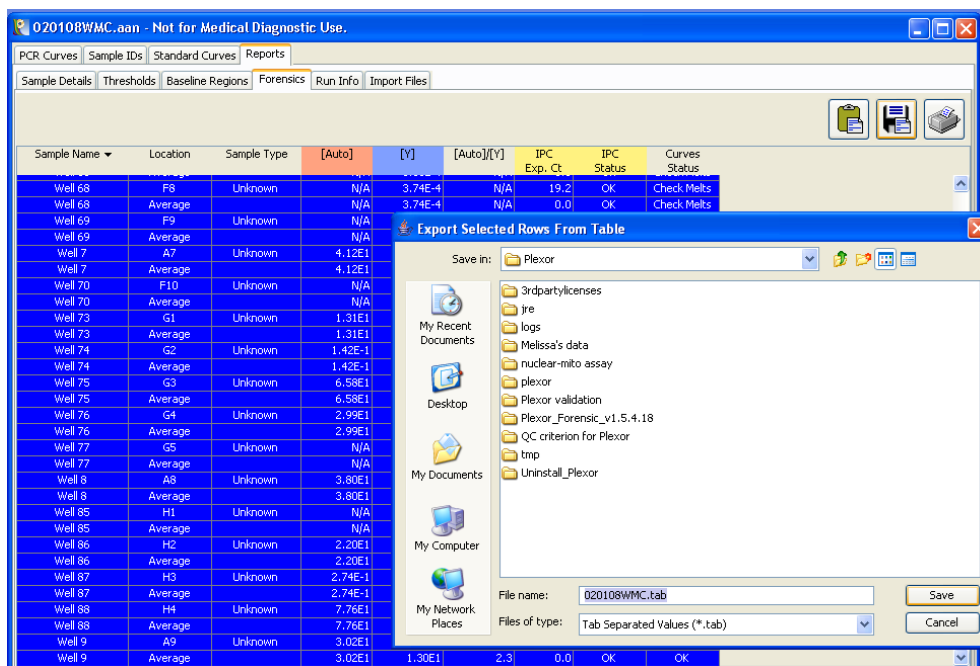 020108WMC.aan - Not for Medical Diagnostic Use.
PCR Curves Sample IDs Standard Curves Reports
Sample Details Thresholds Baseline Regions Forensics Run Info Import Files
Sample Name Location Sample Type [Auto] [Y] [Auto]/[Y] IPC Exp. Ct IPC Status Curves Status
Well 68 F8 Unknown N/A 3.74E-4 N/A 19.2 OK Check Melts
Well 68 Average N/A 3.74E-4 N/A 0.0 OK Check Melts
Well 69 F9 Unknown N/A
Well 69 Average N/A
Well 7 A7 Unknown 4.12E1
Well 7 Average 4.12E1
Well 70 F10 Unknown N/A
Well 70 Average N/A
Well 73 G1 Unknown 1.31E1
Well 73 Average 1.31E1
Well 74 G2 Unknown 1.42E-1
Well 74 Average 1.42E-1
Well 75 G3 Unknown 6.58E1
Well 75 Average 6.58E1
Well 76 G4 Unknown 2.99E1
Well 76 Average 2.99E1
Well 77 G5 Unknown N/A
Well 77 Average N/A
Well 8 A8 Unknown 3.80E1
Well 8 Average 3.80E1
Well 85 H1 Unknown N/A
Well 85 Average N/A
Well 86 H2 Unknown 2.20E1
Well 86 Average 2.20E1
Well 87 H3 Unknown 2.74E-1
Well 87 Average 2.74E-1
Well 88 H4 Unknown 7.76E1
Well 88 Average 7.76E1
Well 9 A9 Unknown 3.02E1
Well 9 Average 3.02E1 1.30E1 2.3 0.0 OK OK
Export Selected Rows From Table
Save in: Plexor
My Recent Documents
Desktop
My Documents
My Computer
My Network Places
3rdpartylicenses
jre
logs
Melissa's data
nuclear-mito assay
plexor
Plexor validation
Plexor_Forensic_v1.5.4.18
QC criterion for Plexor
tmp
Uninstall_Plexor
File name: 020108WMC.tab Save
Files of type: Tab Separated Values (*.tab) Cancel